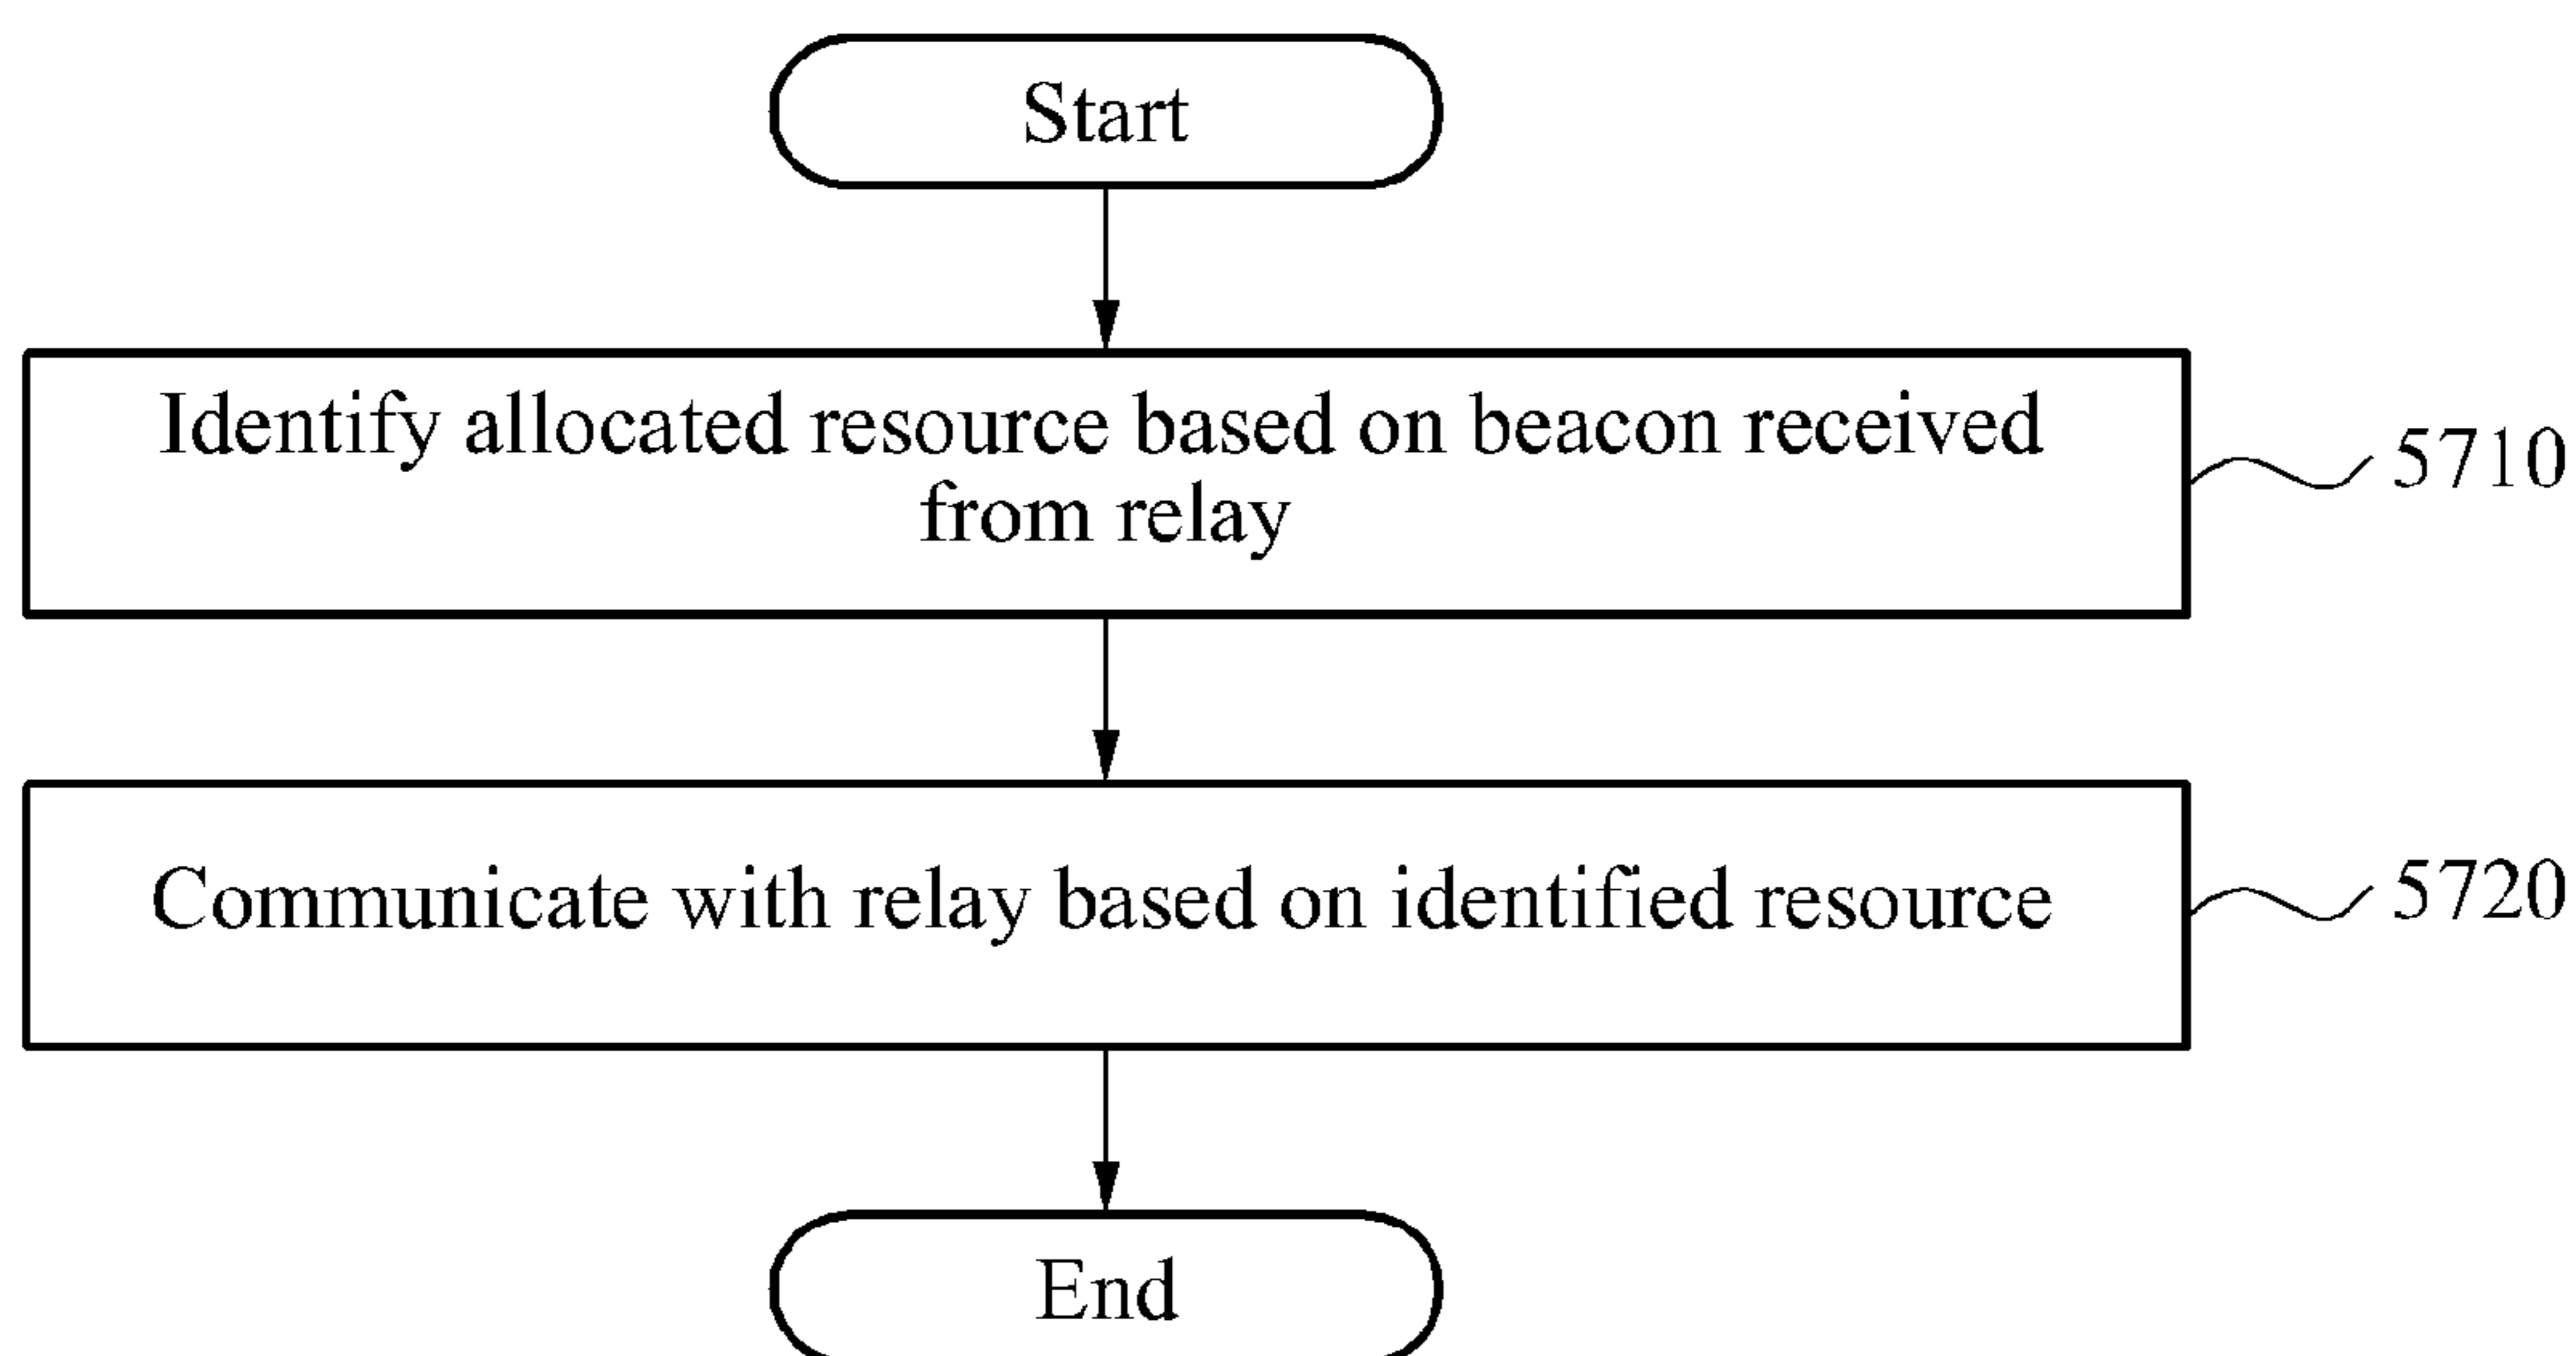 Start
Identify allocated resource based on beacon received
from relay
5710
Communicate with relay based on identified resource
5720
End